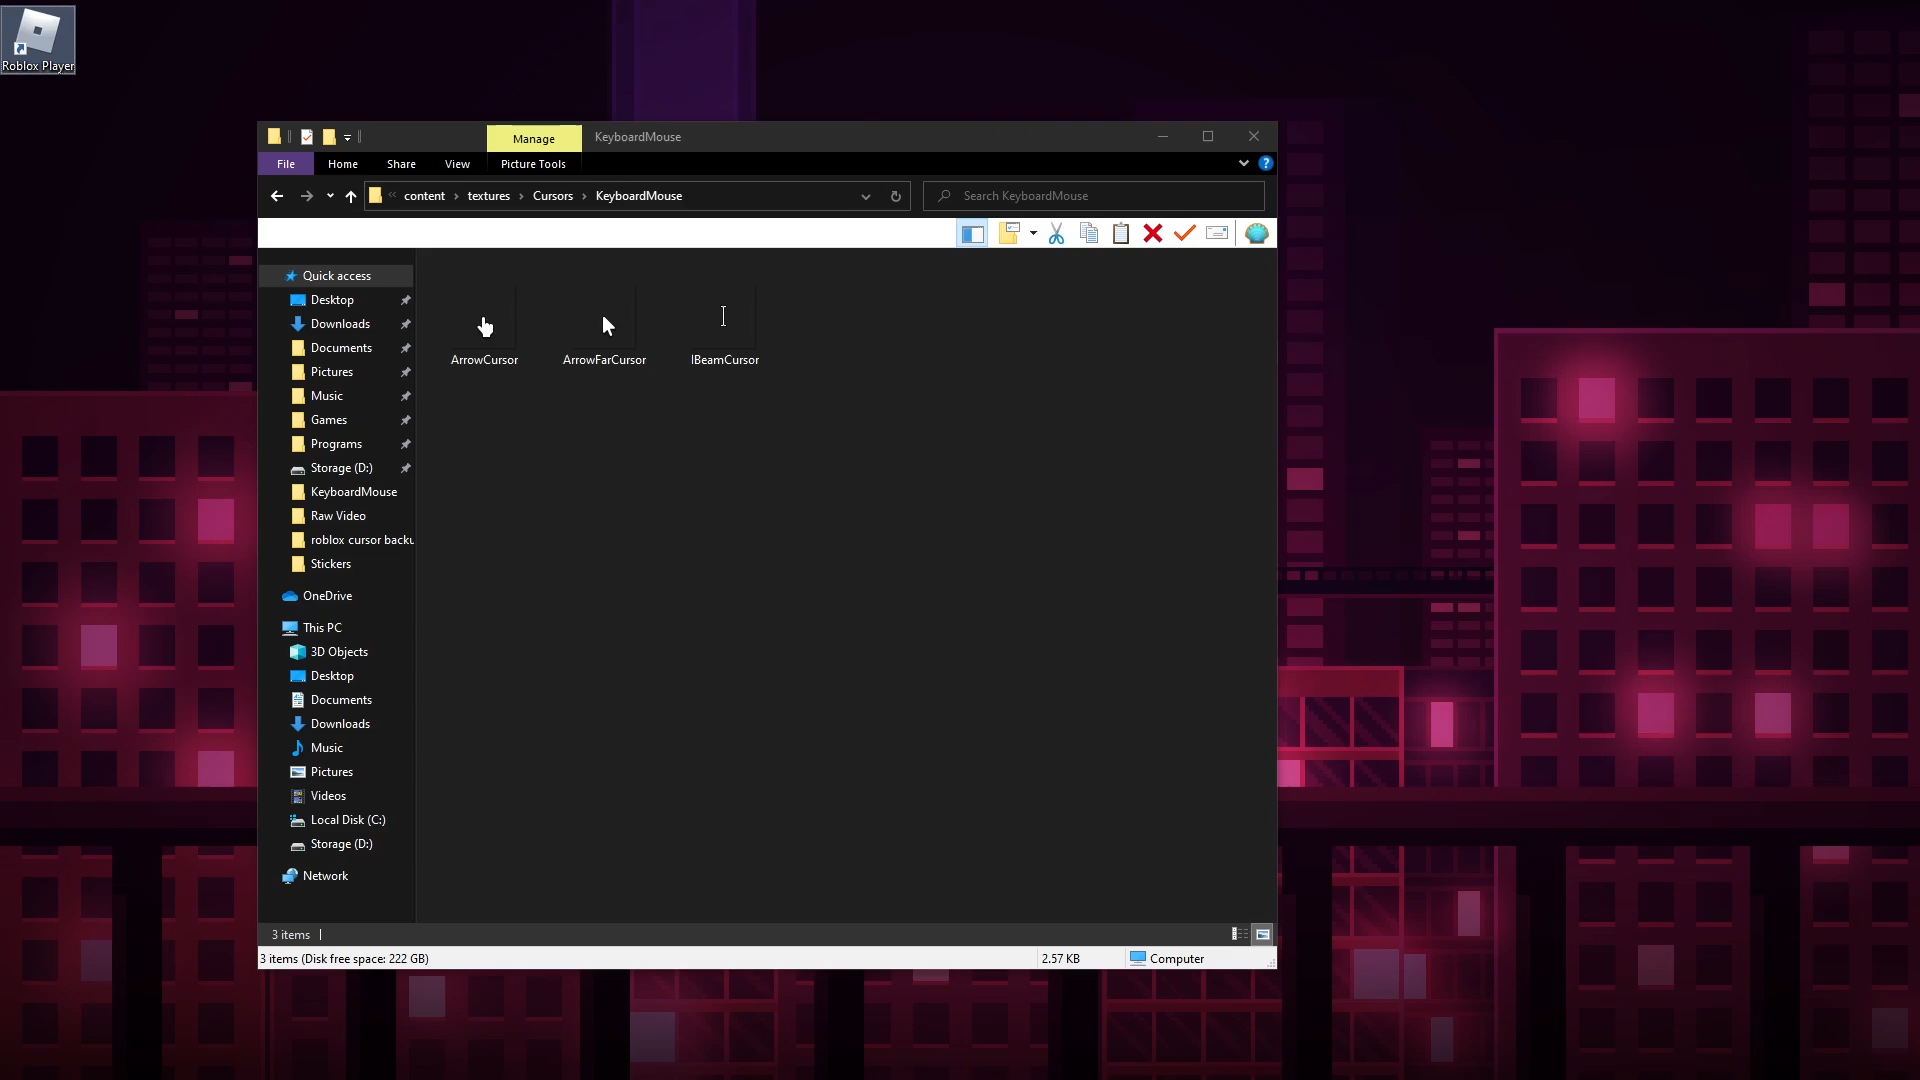 Roblox Player
Manage
KeyboardMouse
File
Home
Share
View
Picture Tools
content
textures
Cursors
KeyboardMouse
Search KeyboardMouse
Quick access
Desktop
Downloads
Documents
Pictures
Music
Games
Programs
Storage (D:)
KeyboardMouse
Raw Video
roblox cursor backu
Stickers
OneDrive
This PC
3D Objects
Desktop
Documents
Downloads
Music
Pictures
Videos
Local Disk (C:)
Storage (D:)
Network
ArrowCursor
ArrowFarCursor
IBeamCursor
3 items
3 items (Disk free space: 222 GB)
2.57 KB
Computer